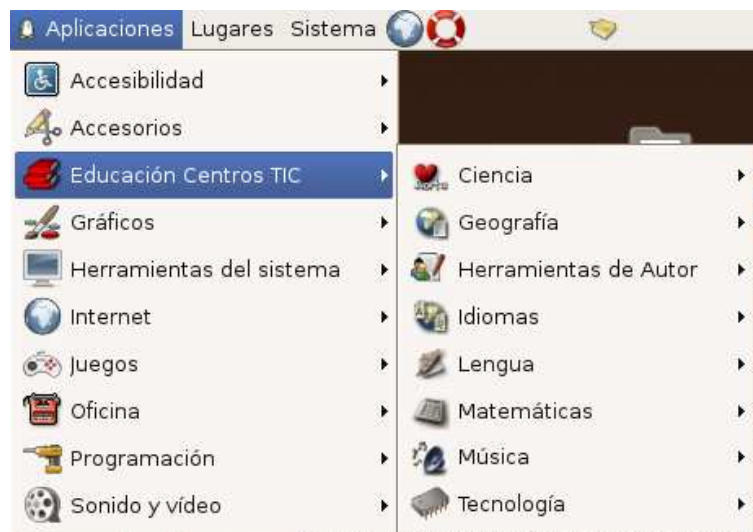 Aplicaciones Lugares Sistema
Accesibilidad
Accesorios
Educación Centros TIC
Gráficos
Herramientas del sistema
Internet
Juegos
Oficina
Programación
Sonido y vídeo
Ciencia
Geografía
Herramientas de Autor
Idiomas
Lengua
Matemáticas
Música
Tecnología